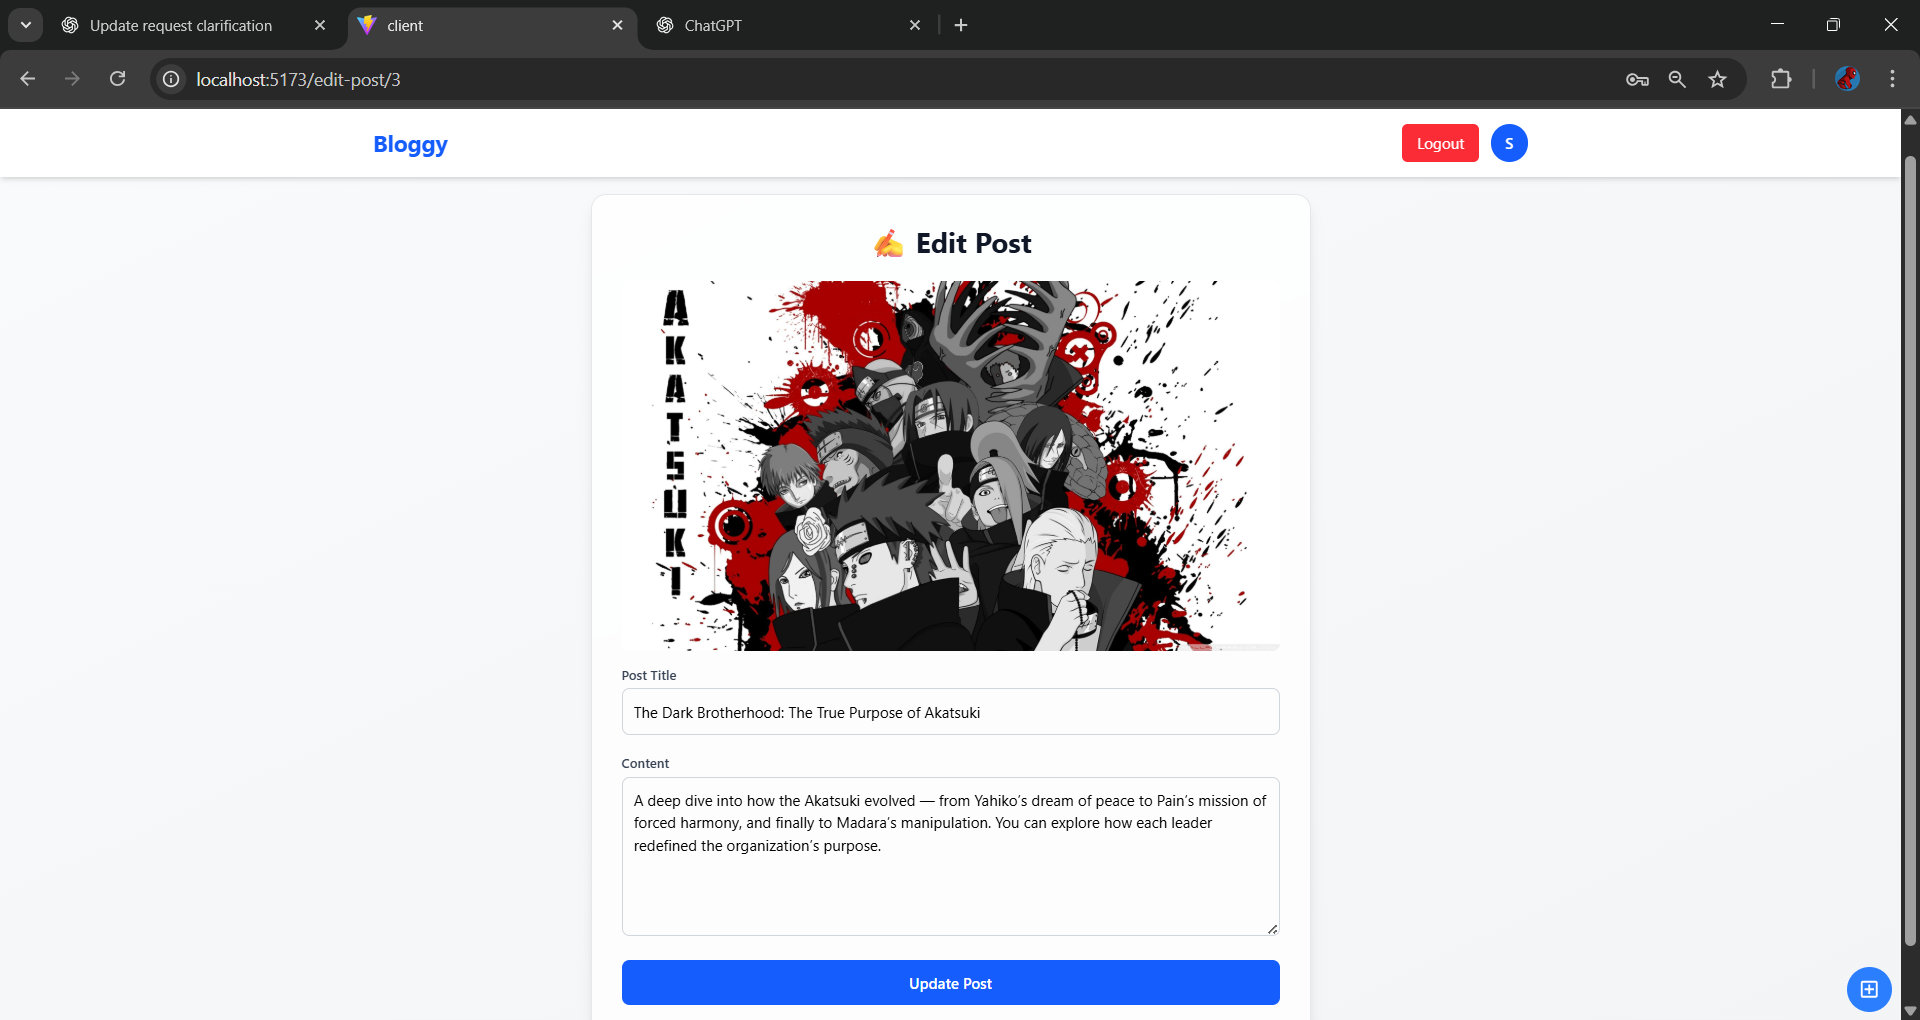 Update request clarification
client
ChatGPT
localhost:5173/edit-post/3
Bloggy
Logout
S
Edit Post
AKATSUKI
Post Title
The Dark Brotherhood: The True Purpose of Akatsuki
Content
A deep dive into how the Akatsuki evolved — from Yahiko's dream of peace to Pain's mission of
forced harmony, and finally to Madara's manipulation. You can explore how each leader
redefined the organization's purpose.
Update Post